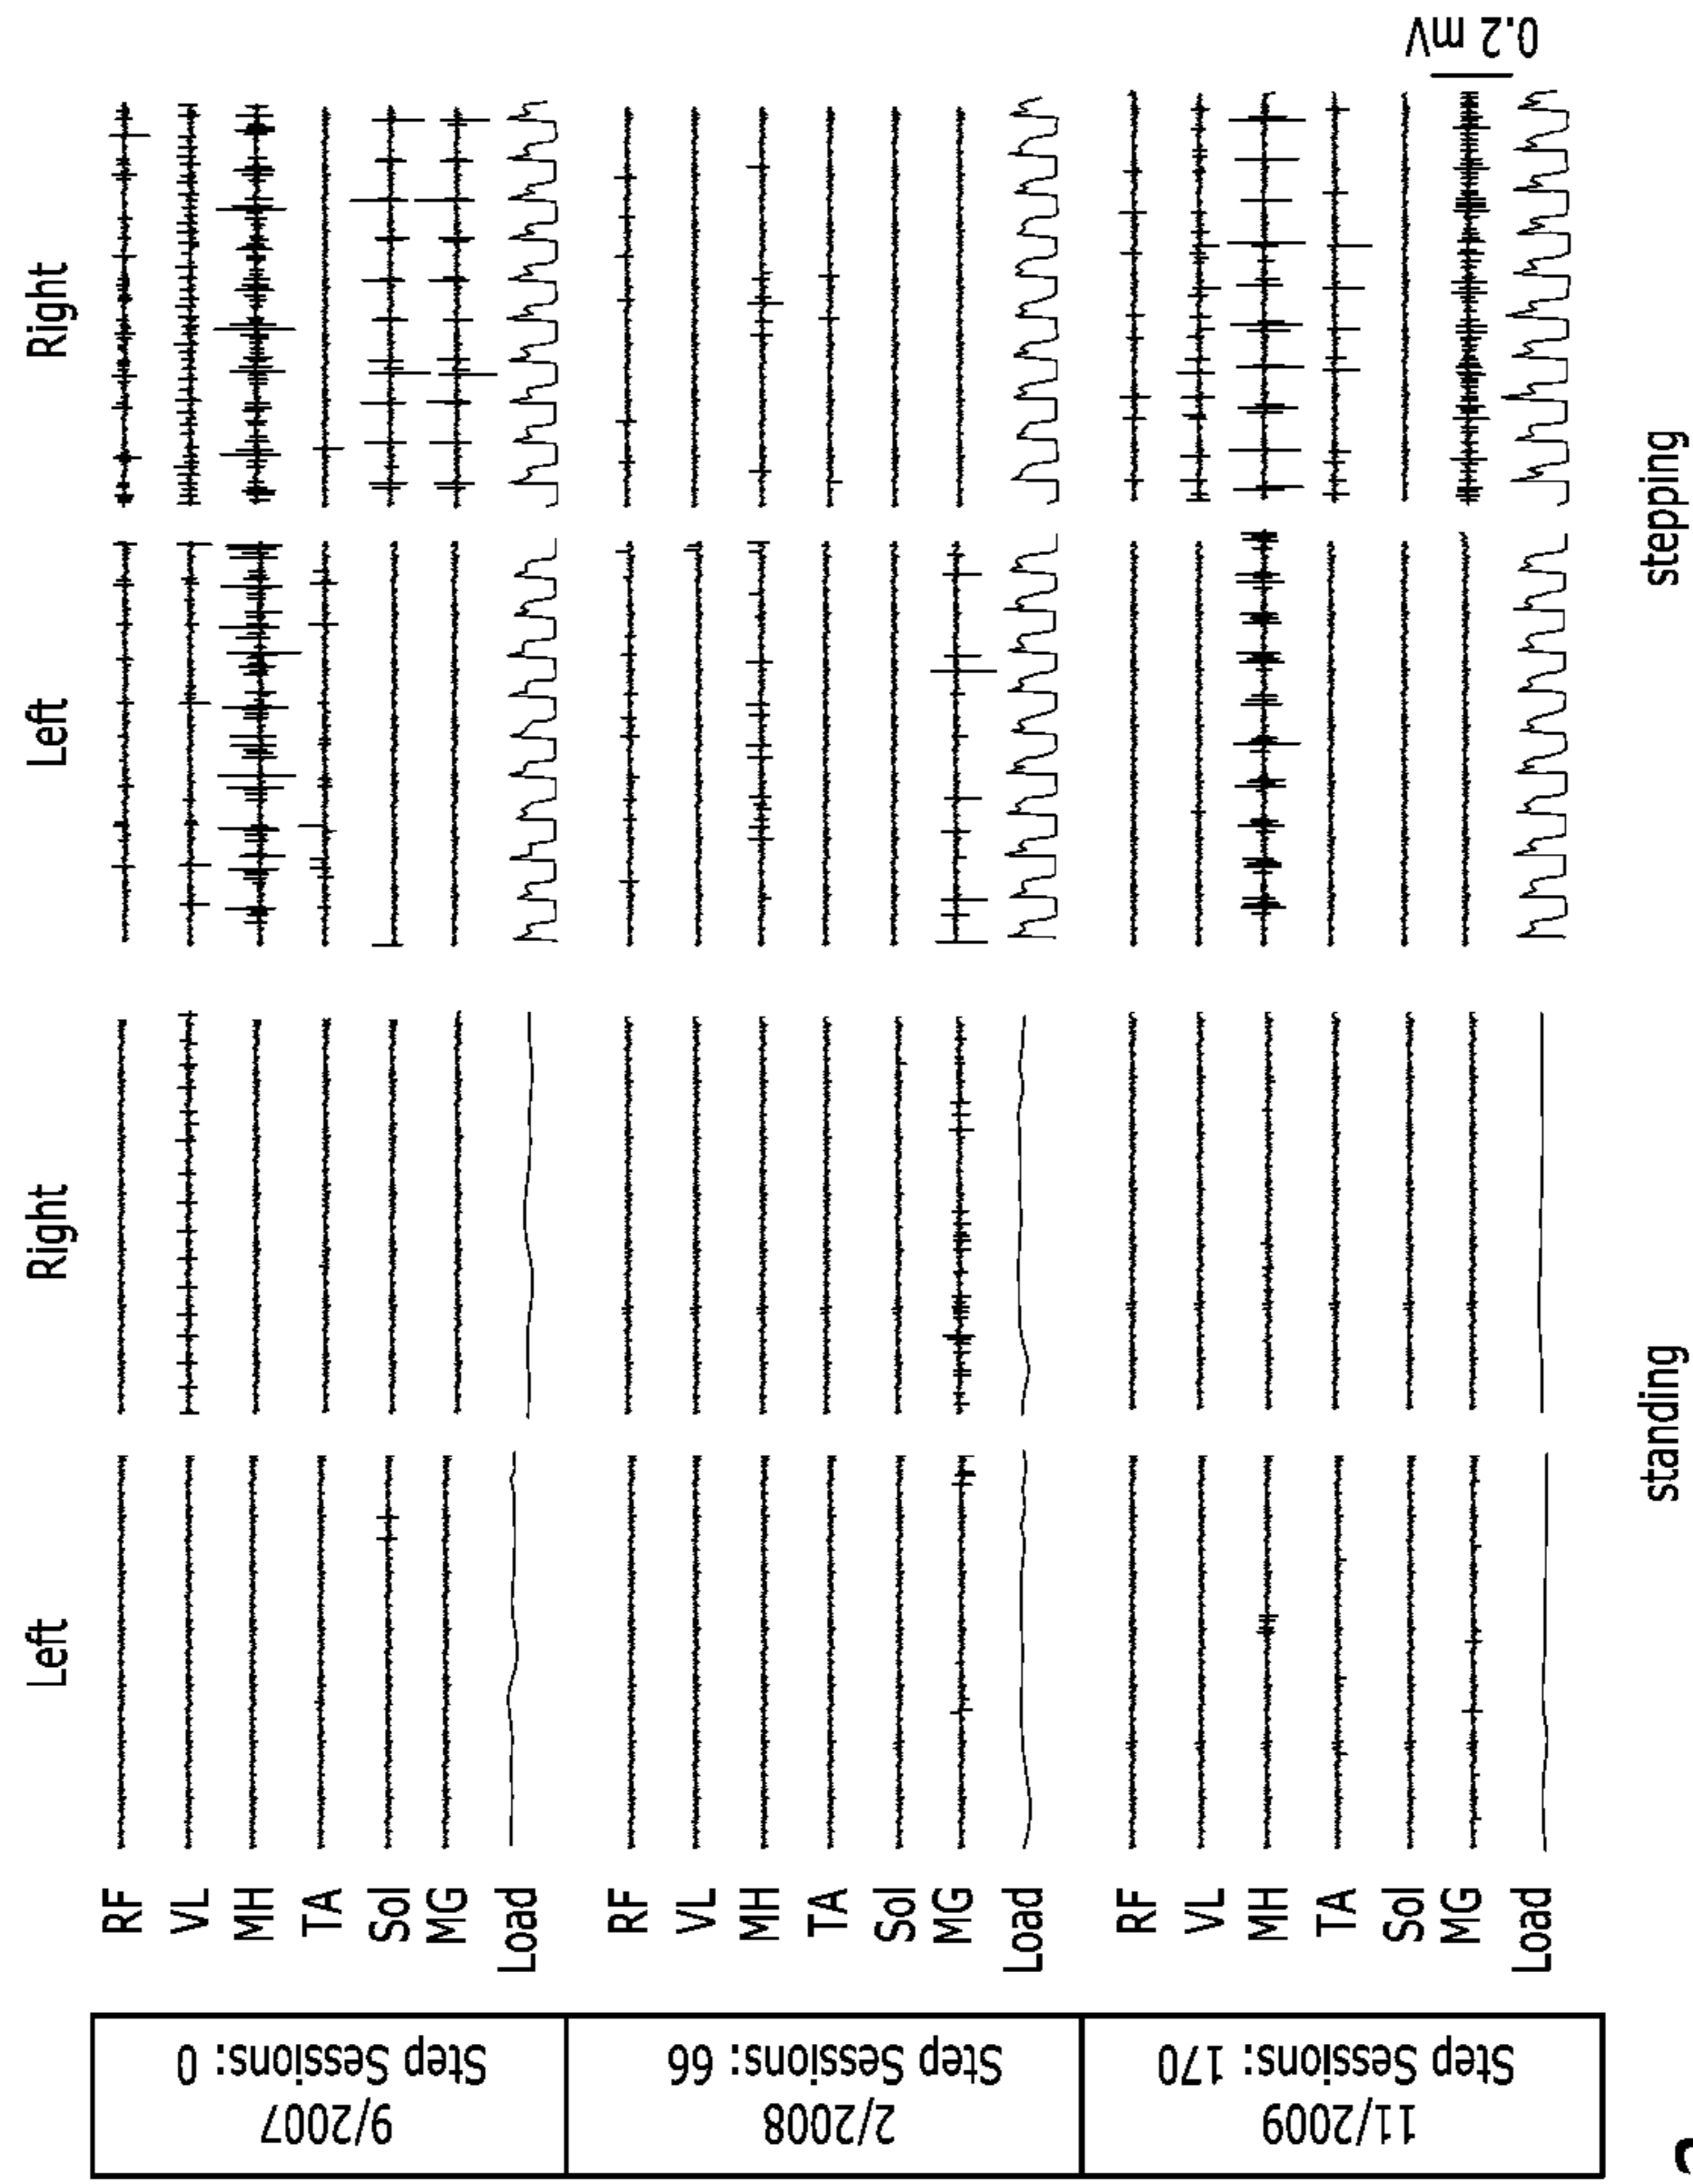 Left
Right
Left
Right
9/2007
Step Sessions: 0
RF
VL
MH
TA
Sol
MG
Load
2/2008
Step Sessions: 66
RF
VL
MH
TA
Sol
MG
Load
11/2009
Step Sessions: 170
RF
VL
MH
TA
Sol
MG
Load
0.2 mV
standing
stepping